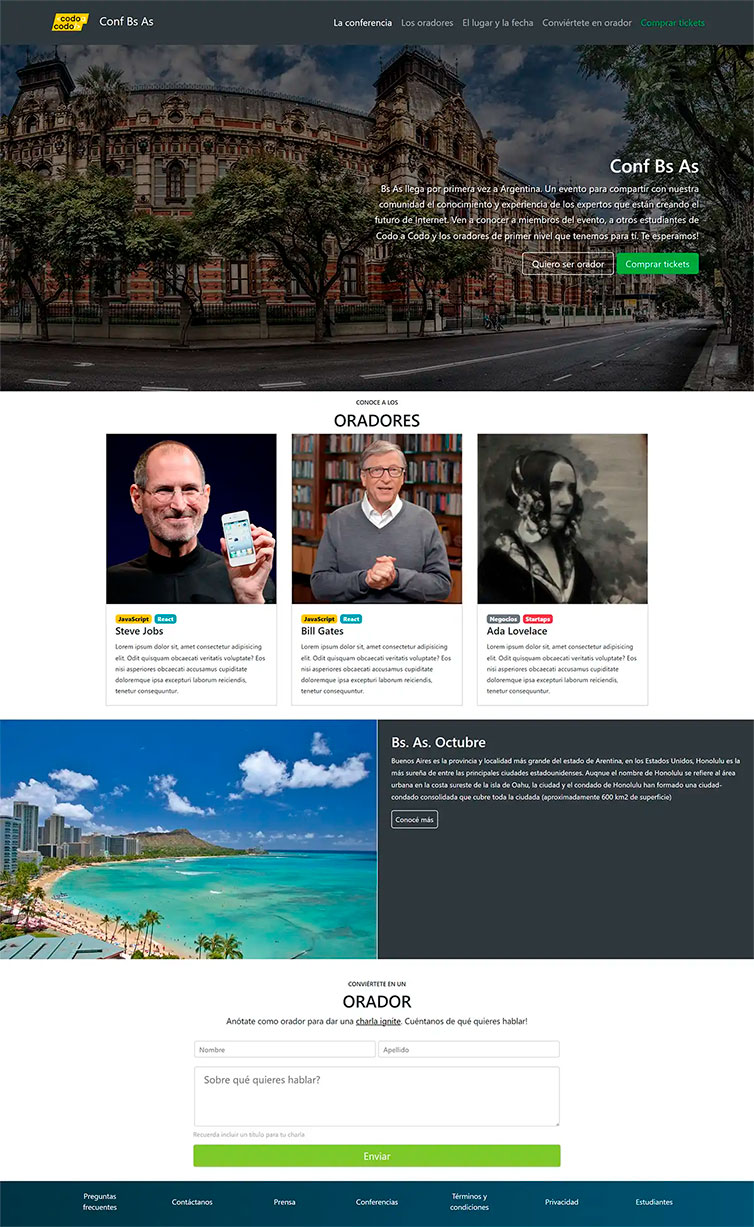 codo
codo
Conf Bs As
La conferencia
Los oradores
El lugar y la fecha
Conviértete en orador
Comprar tickets
Conf Bs As
Bs As llega por primera vez a Argentina. Un evento para compartir con nuestra
comunidad el conocimiento y experiencia de los expertos que están creando el
futuro de Internet. Ven a conocer a miembros del evento, a otros estudiantes de
Codo a Codo y los oradores de primer nivel que tenemos para tí. Te esperamos!
Quiero ser orador
Comprar tickets
CONOCE A LOS
ORADORES
JavaScript React
Steve Jobs
Lorem ipsum dolor sit, amet consectetur adipisicing
elit. Odit quisquam obcaecati veritatis voluptate? Eos
nisi asperiores obcaecati accusamus cupiditate
doloremque ipsa excepturi laborum reiciendis,
tenetur consequuntur.
JavaScript React
Bill Gates
Lorem ipsum dolor sit, amet consectetur adipisicing
elit. Odit quisquam obcaecati veritatis voluptate? Eos
nisi asperiores obcaecati accusamus cupiditate
doloremque ipsa excepturi laborum reiciendis,
tenetur consequuntur.
Negocios Startaps
Ada Lovelace
Lorem ipsum dolor sit, amet consectetur adipisicing
elit. Odit quisquam obcaecati veritatis voluptate? Eos
nisi asperiores obcaecati accusamus cupiditate
doloremque ipsa excepturi laborum reiciendis,
tenetur consequuntur.
Bs. As. Octubre
Buenos Aires es la provincia y localidad más grande del estado de Arentina, en los Estados Unidos, Honolulu es la
más sureña de entre las principales ciudades estadounidenses. Auqnue el nombre de Honolulu se refiere al área
urbana en la costa sureste de la isla de Oahu, la ciudad y el condado de Honolulu han formado una ciudad-
condado consolidada que cubre toda la ciudada (aproximadamente 600 km2 de superficie)
Conocé más
CONVIÉRTETE EN UN
ORADOR
Anótate como orador para dar una charla ignite. Cuéntanos de qué quieres hablar!
Nombre
Apellido
Sobre qué quieres hablar?
Recuerda incluir un título para tu charla
Enviar
Preguntas
frecuentes
Contáctanos
Prensa
Conferencias
Términos y
condiciones
Privacidad
Estudiantes